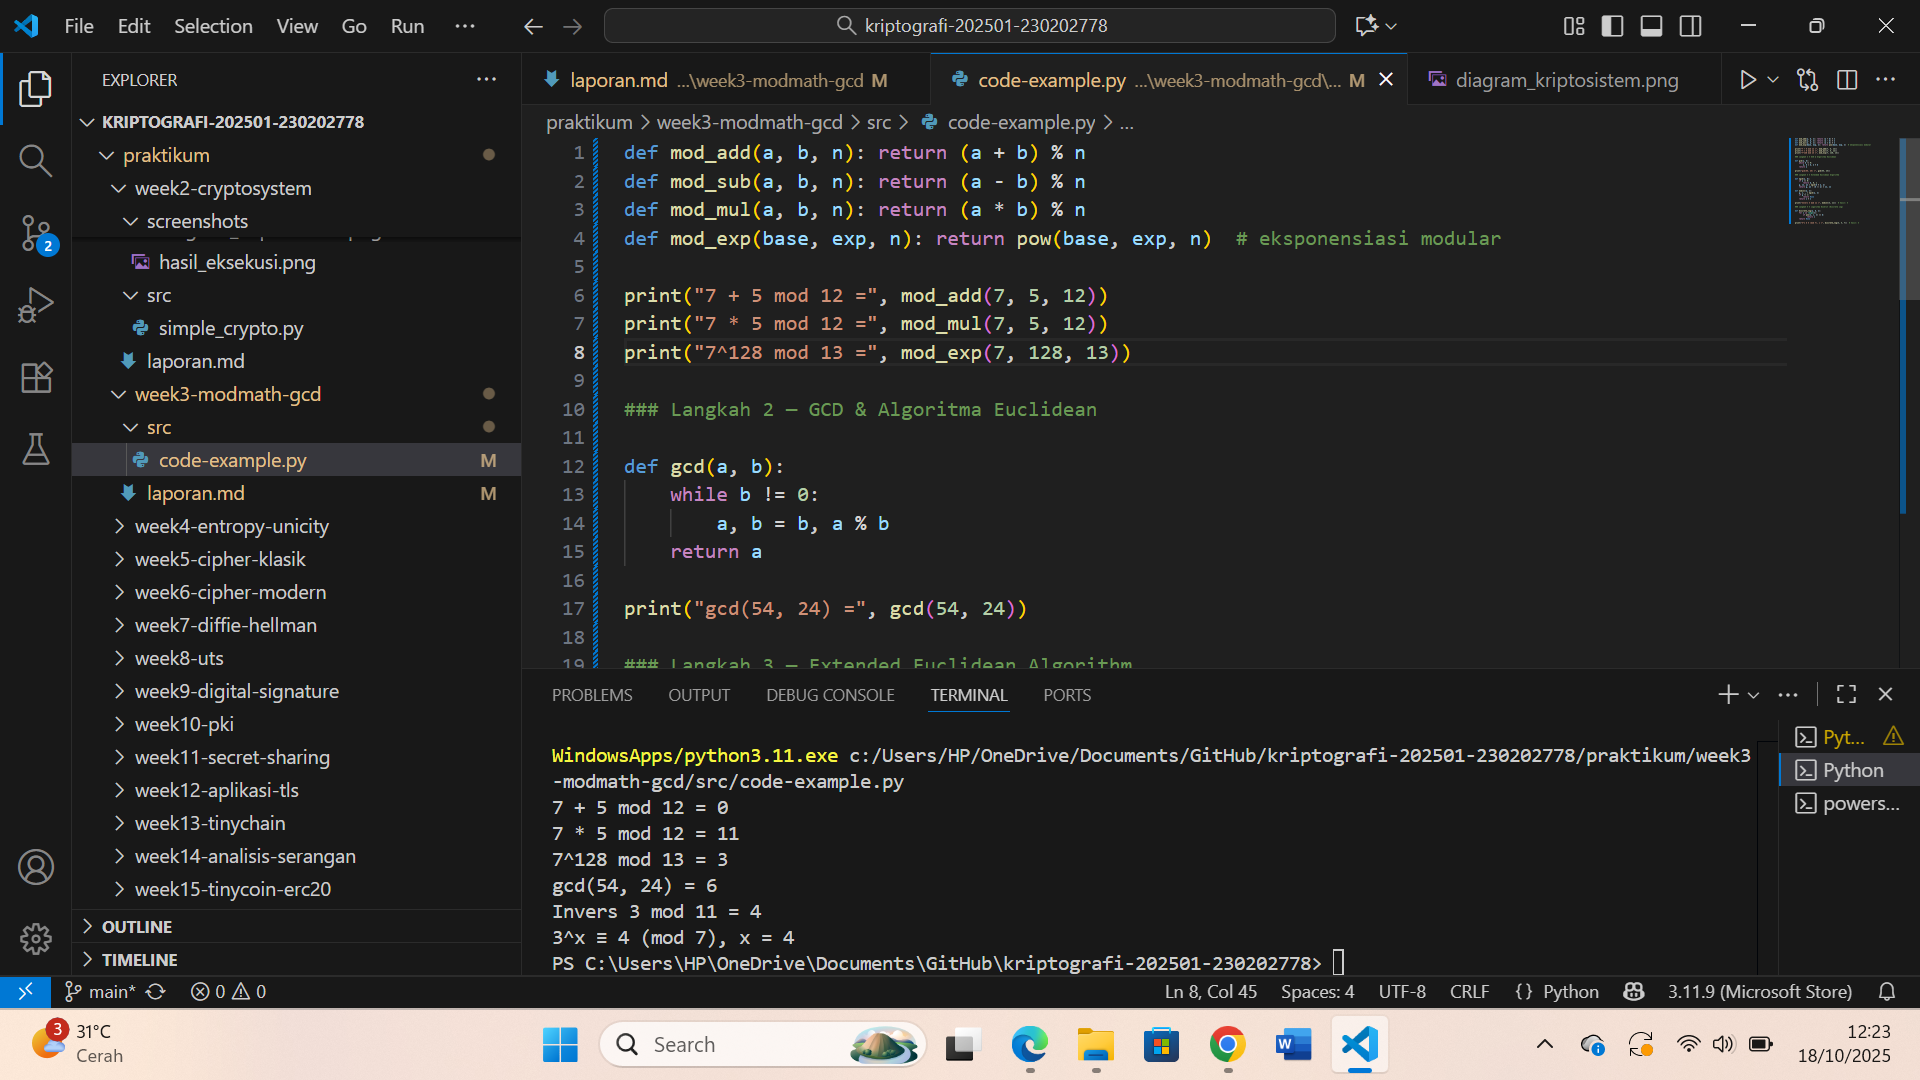 File Edit Selection View Go Run ···
kriptografi-202501-230202778
EXPLORER
KRIPTOGRAFI-202501-230202778
praktikum
week2-cryptosystem
screenshots
hasil_eksekusi.png
src
simple_crypto.py
laporan.md
week3-modmath-gcd
src
code-example.py M
laporan.md M
week4-entropy-unicity
week5-cipher-klasik
week6-cipher-modern
week7-diffie-hellman
week8-uts
week9-digital-signature
week10-pki
week11-secret-sharing
week12-aplikasi-tls
week13-tinychain
week14-analisis-serangan
week15-tinycoin-erc20
OUTLINE
TIMELINE
2
laporan.md ...\week3-modmath-gcd M
code-example.py ...\week3-modmath-gcd\... M
diagram_kriptosistem.png
praktikum > week3-modmath-gcd > src > code-example.py > ...
1 def mod_add(a, b, n): return (a + b) % n
2 def mod_sub(a, b, n): return (a - b) % n
3 def mod_mul(a, b, n): return (a * b) % n
4 def mod_exp(base, exp, n): return pow(base, exp, n)  # eksponensiasi modular
5
6 print("7 + 5 mod 12 =", mod_add(7, 5, 12))
7 print("7 * 5 mod 12 =", mod_mul(7, 5, 12))
8 print("7^128 mod 13 =", mod_exp(7, 128, 13))
9
10 ### Langkah 2 — GCD & Algoritma Euclidean
11
12 def gcd(a, b):
13     while b != 0:
14         a, b = b, a % b
15     return a
16
17 print("gcd(54, 24) =", gcd(54, 24))
18
19 ### Langkah 3 — Extended Euclidean Algorithm
PROBLEMS OUTPUT DEBUG CONSOLE TERMINAL PORTS
WindowsApps/python3.11.exe c:/Users/HP/OneDrive/Documents/GitHub/kriptografi-202501-230202778/praktikum/week3
-modmath-gcd/src/code-example.py
7 + 5 mod 12 = 0
7 * 5 mod 12 = 11
7^128 mod 13 = 3
gcd(54, 24) = 6
Invers 3 mod 11 = 4
3^x ≡ 4 (mod 7), x = 4
PS C:\Users\HP\OneDrive\Documents\GitHub\kriptografi-202501-230202778>
Pyt...
Python
powers...
main* 0 0 Ln 8, Col 45 Spaces: 4 UTF-8 CRLF {} Python 3.11.9 (Microsoft Store)
3
31°C
Cerah
Search
12:23
18/10/2025